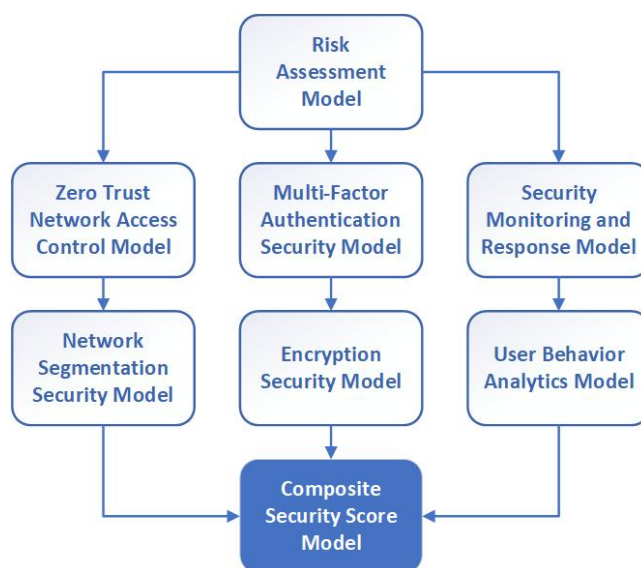 Risk
Assessment
Model
Zero Trust
Network Access
Control Model
Multi-Factor
Authentication
Security Model
Security
Monitoring and
Response Model
Network
Segmentation
Security Model
Encryption
Security Model
User Behavior
Analytics Model
Composite
Security Score
Model